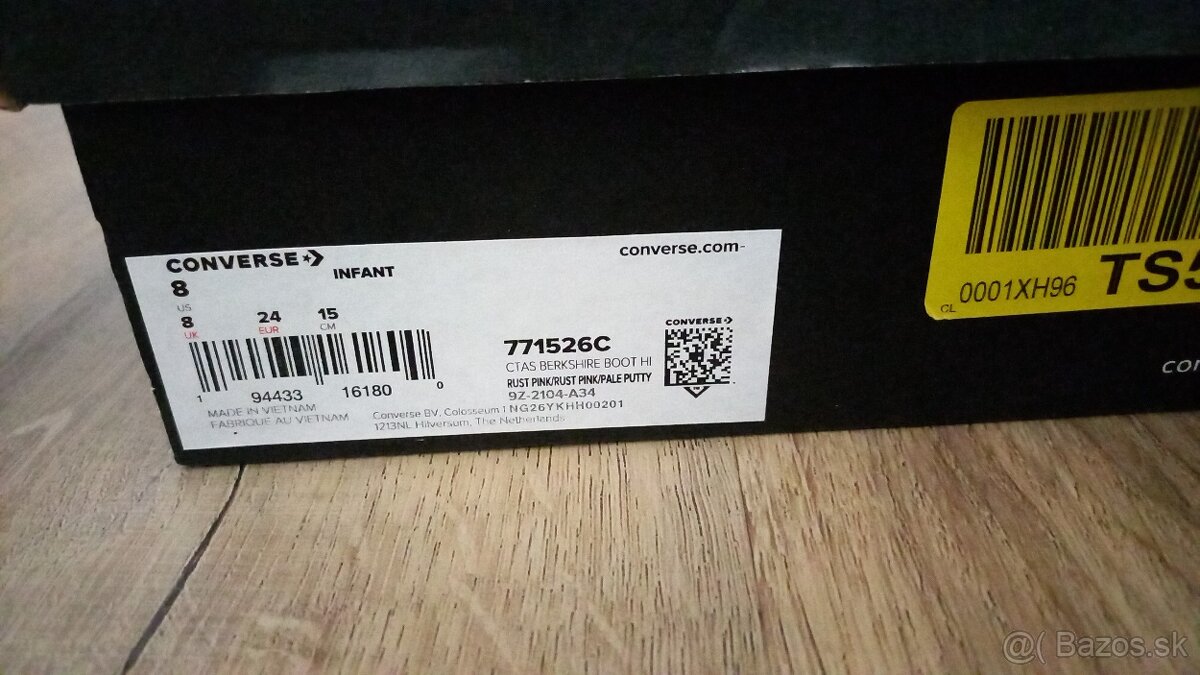 CONVERSE
INFANT
converse.com
8
US
8
UK
24
EUR
15
CM
1 94433 16180 0
MADE IN VIETNAM
FABRIQUE AU VIETNAM
Converse BV, Colosseum 1
1213NL Hilversum, The Netherlands
771526C
CTAS BERKSHIRE BOOT HI
RUST PINK/RUST PINK/PALE PUTTY
9Z-2104-A34
NG26YKHH00201
CONVERSE
CL 0001XH96
TS5
con
@( Bazos.sk